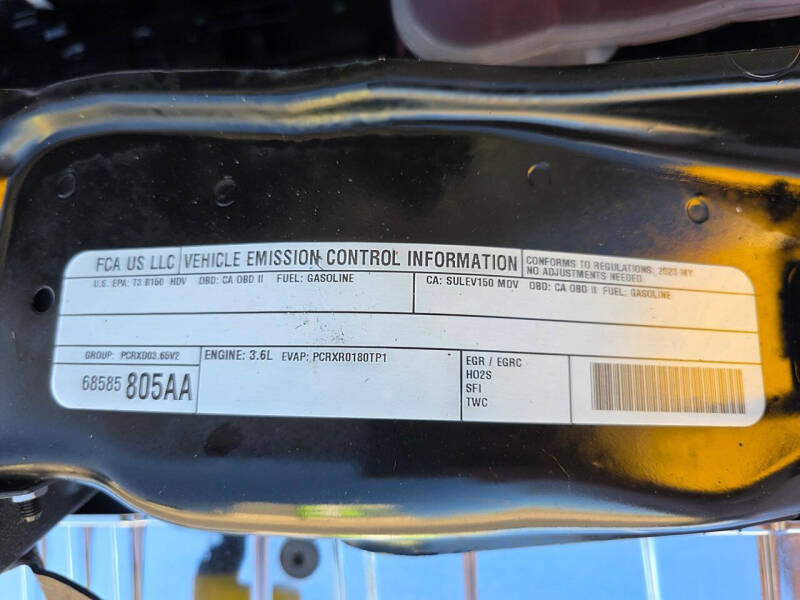 FCA US LLC VEHICLE EMISSION CONTROL INFORMATION CONFORMS TO REGULATIONS: 2023 MY
NO ADJUSTMENTS NEEDED
U.S. EPA: T3 B150 HDV OBD: CA OBD II FUEL: GASOLINE CA: SULEV150 MDV OBD: CA OBD II FUEL: GASOLINE
GROUP: PCRXD03.65V2
68585 805AA
ENGINE: 3.6L EVAP: PCRXR0180TP1
EGR / EGRC
HO2S
SFI
TWC